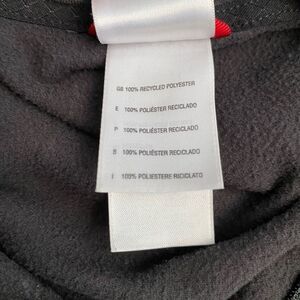 GB 100% RECYCLED POLYESTER
E 100% POLIÉSTER RECICLADO
P 100% POLIÉSTER RECICLADO
B 100% POLIÉSTER RECICLADO
I 100% POLIESTERE RICICLATO